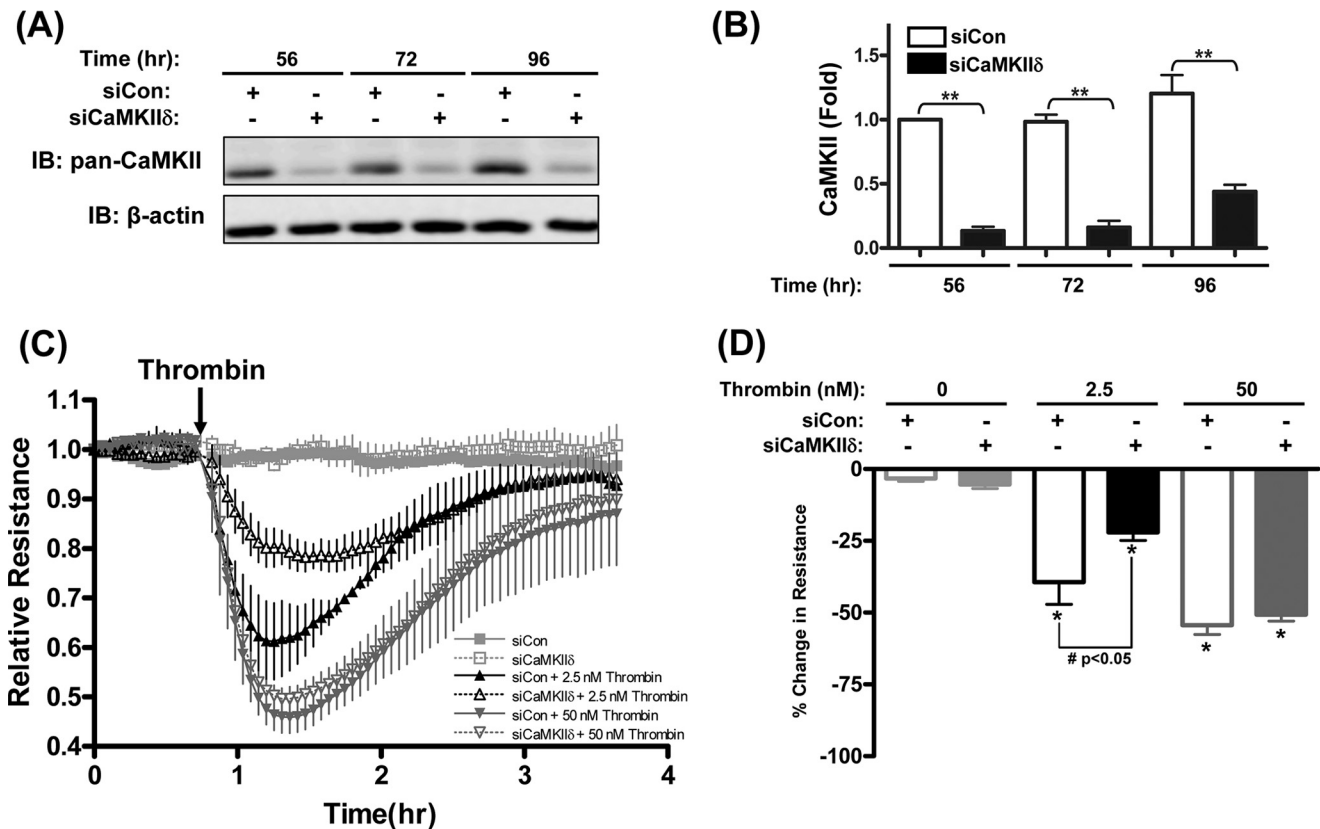 (A)
Time (hr): 56 72 96
siCon: + - + - + -
siCaMKIIδ: - + - + - +
IB: pan-CaMKII
IB: β-actin
(B)
siCon
siCaMKIIδ
CaMKII (Fold)
1.5
1.0
0.5
0.0
** ** **
Time (hr): 56 72 96
(C)
Thrombin
Relative Resistance
1.1
1.0
0.9
0.8
0.7
0.6
0.5
0.4
siCon
siCaMKIIδ
siCon + 2.5 nM Thrombin
siCaMKIIδ + 2.5 nM Thrombin
siCon + 50 nM Thrombin
siCaMKIIδ + 50 nM Thrombin
0 1 2 3 4
Time(hr)
(D)
Thrombin (nM): 0 2.5 50
siCon: + - + - + -
siCaMKIIδ: - + - + - +
% Change in Resistance
0
-25
-50
-75
-100
* * * *
# p<0.05